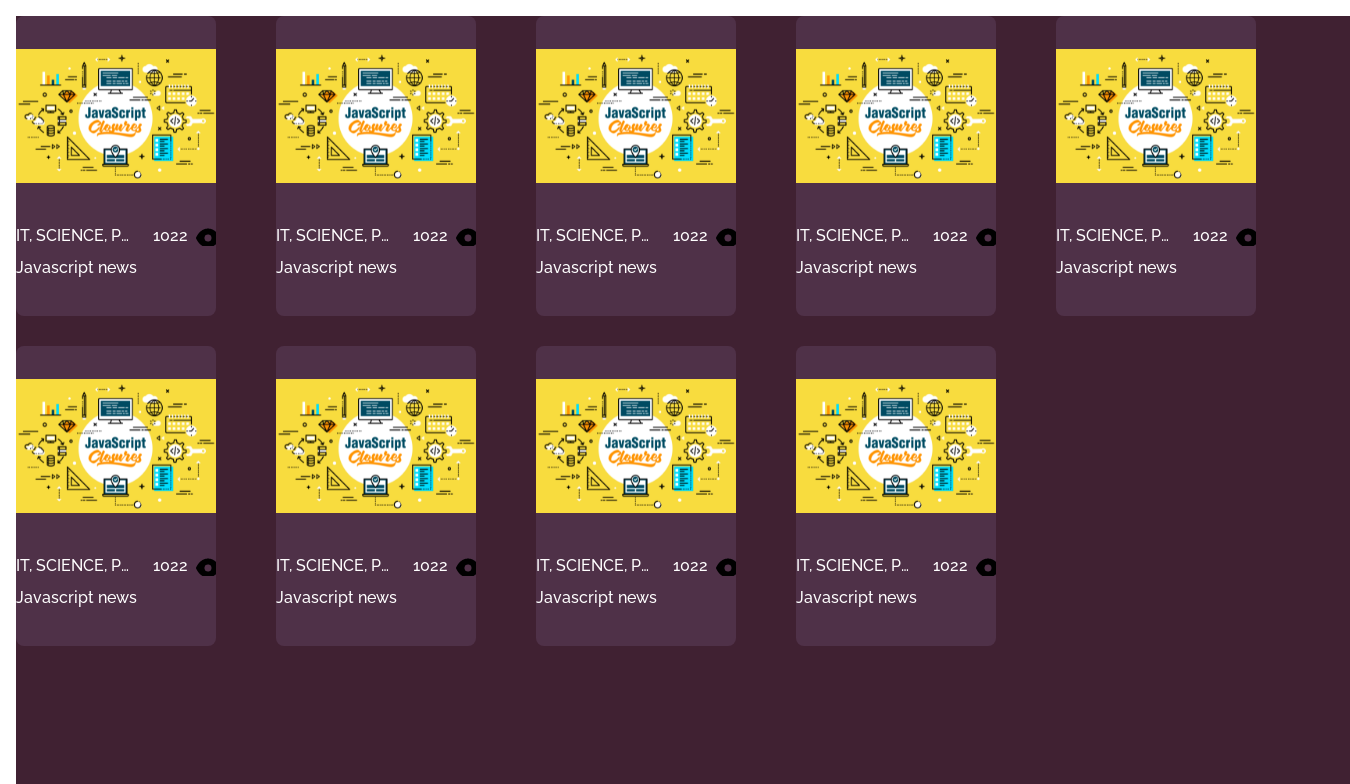 JavaScript
Closures
JavaScript
Closures
JavaScript
Closures
JavaScript
Closures
JavaScript
Closures
IT, SCIENCE, P... 1022
IT, SCIENCE, P... 1022
IT, SCIENCE, P... 1022
IT, SCIENCE, P... 1022
IT, SCIENCE, P... 1022
Javascript news
Javascript news
Javascript news
Javascript news
Javascript news
JavaScript
Closures
JavaScript
Closures
JavaScript
Closures
JavaScript
Closures
IT, SCIENCE, P... 1022
IT, SCIENCE, P... 1022
IT, SCIENCE, P... 1022
IT, SCIENCE, P... 1022
Javascript news
Javascript news
Javascript news
Javascript news